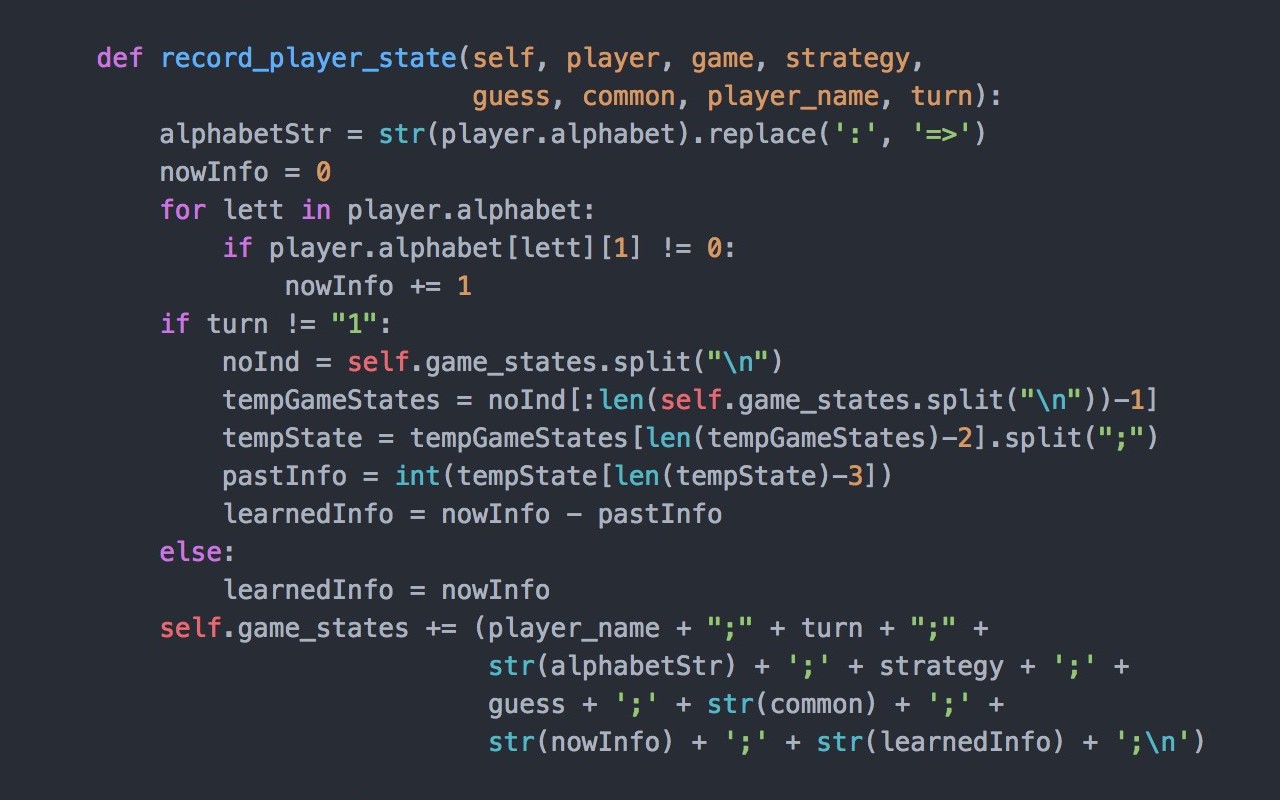 def record_player_state(self, player, game, strategy,
                        guess, common, player_name, turn):
    alphabetStr = str(player.alphabet).replace(':', '=>')
    nowInfo = 0
    for lett in player.alphabet:
        if player.alphabet[lett][1] != 0:
            nowInfo += 1
    if turn != "1":
        noInd = self.game_states.split("\n")
        tempGameStates = noInd[:len(self.game_states.split("\n"))-1]
        tempState = tempGameStates[len(tempGameStates)-2].split(";")
        pastInfo = int(tempState[len(tempState)-3])
        learnedInfo = nowInfo - pastInfo
    else:
        learnedInfo = nowInfo
    self.game_states += (player_name + ";" + turn + ";" +
                         str(alphabetStr) + ';' + strategy + ';' +
                         guess + ';' + str(common) + ';' +
                         str(nowInfo) + ';' + str(learnedInfo) + ';\n')